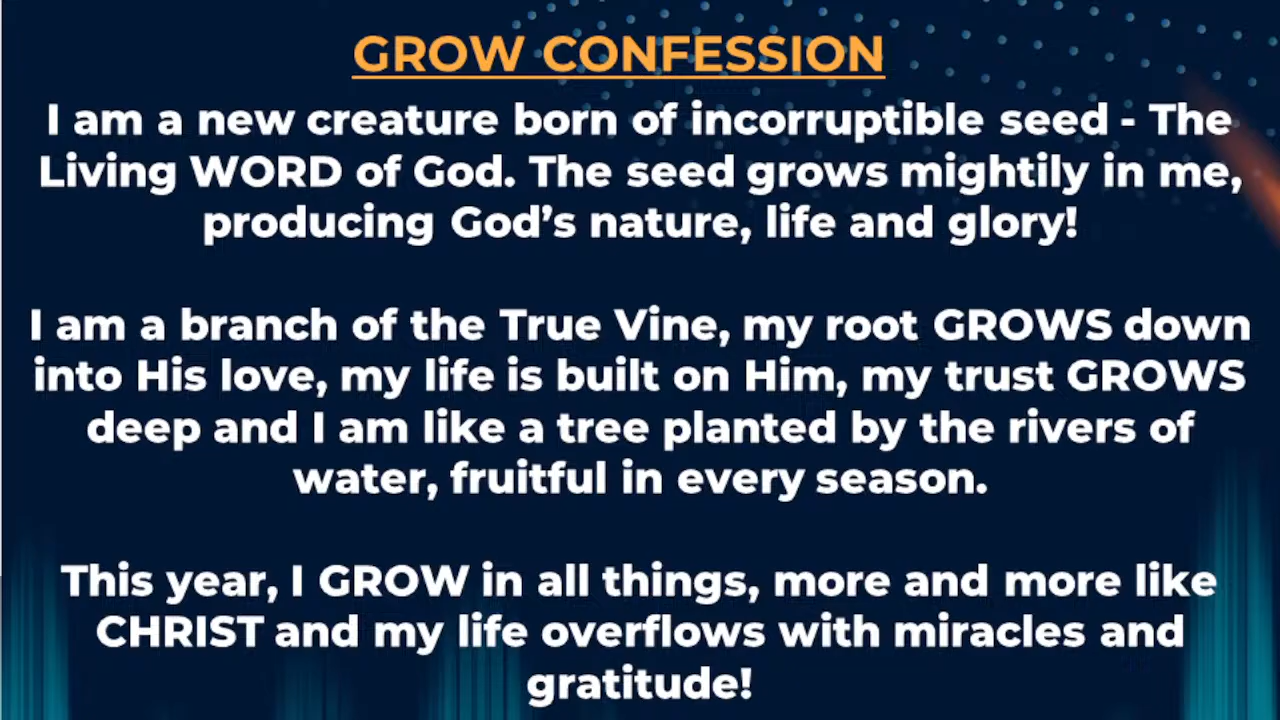 GROW CONFESSION
I am a new creature born of incorruptible seed - The
Living WORD of God. The seed grows mightily in me,
producing God’s nature, life and glory!
I am a branch of the True Vine, my root GROWS down
into His love, my life is built on Him, my trust GROWS
deep and I am like a tree planted by the rivers of
water, fruitful in every season.
This year, I GROW in all things, more and more like
CHRIST and my life overflows with miracles and
gratitude!